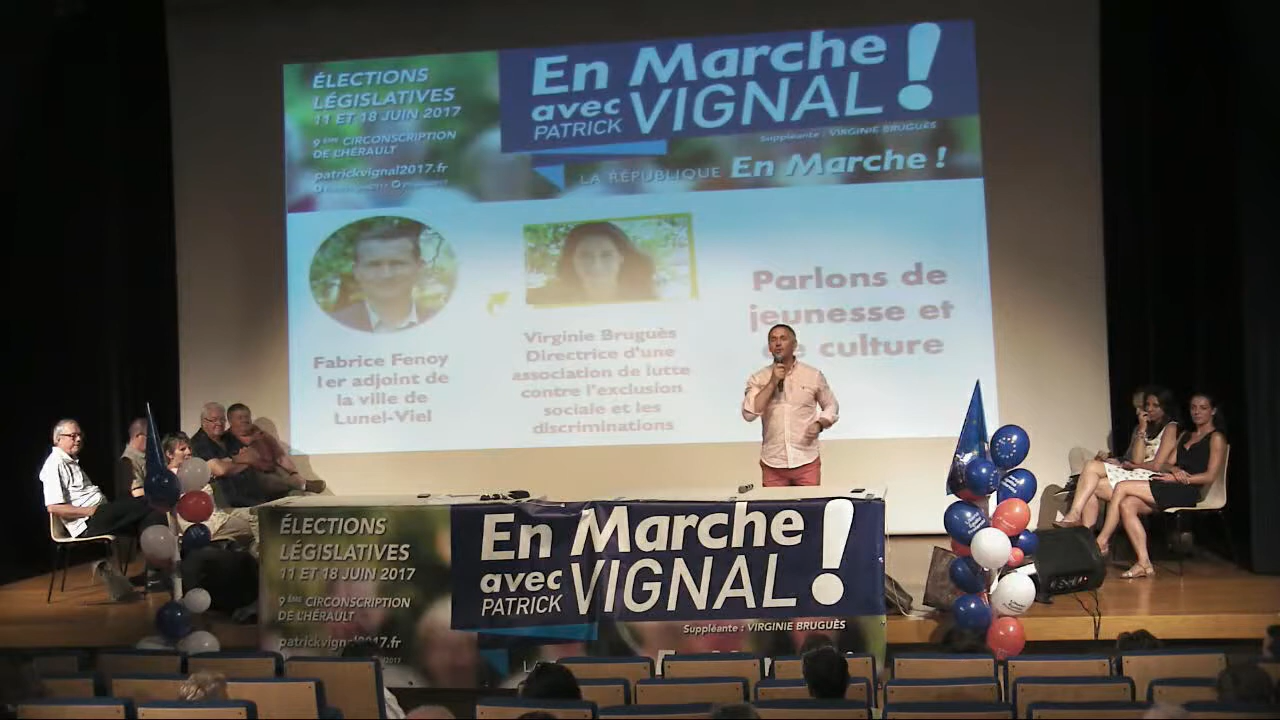 ÉLECTIONS
LÉGISLATIVES
11 ET 18 JUIN 2017
9ÈME CIRCONSCRIPTION
DE L'HÉRAULT
patrickvignal2017.fr
En Marche !
avec
PATRICK VIGNAL
Suppléante : VIRGINIE BRUGUÈS
LA RÉPUBLIQUE En Marche !
Fabrice Fenoy
1er adjoint de
la ville de
Lunel-Viel
Virginie Bruguès
Directrice d'une
association de lutte
contre l'exclusion
sociale et les
discriminations
Parlons de
jeunesse et
de culture
ÉLECTIONS
LÉGISLATIVES
11 ET 18 JUIN 2017
9ÈME CIRCONSCRIPTION
DE L'HÉRAULT
patrickvignal2017.fr
En Marche !
avec
PATRICK VIGNAL
Suppléante : VIRGINIE BRUGUÈS